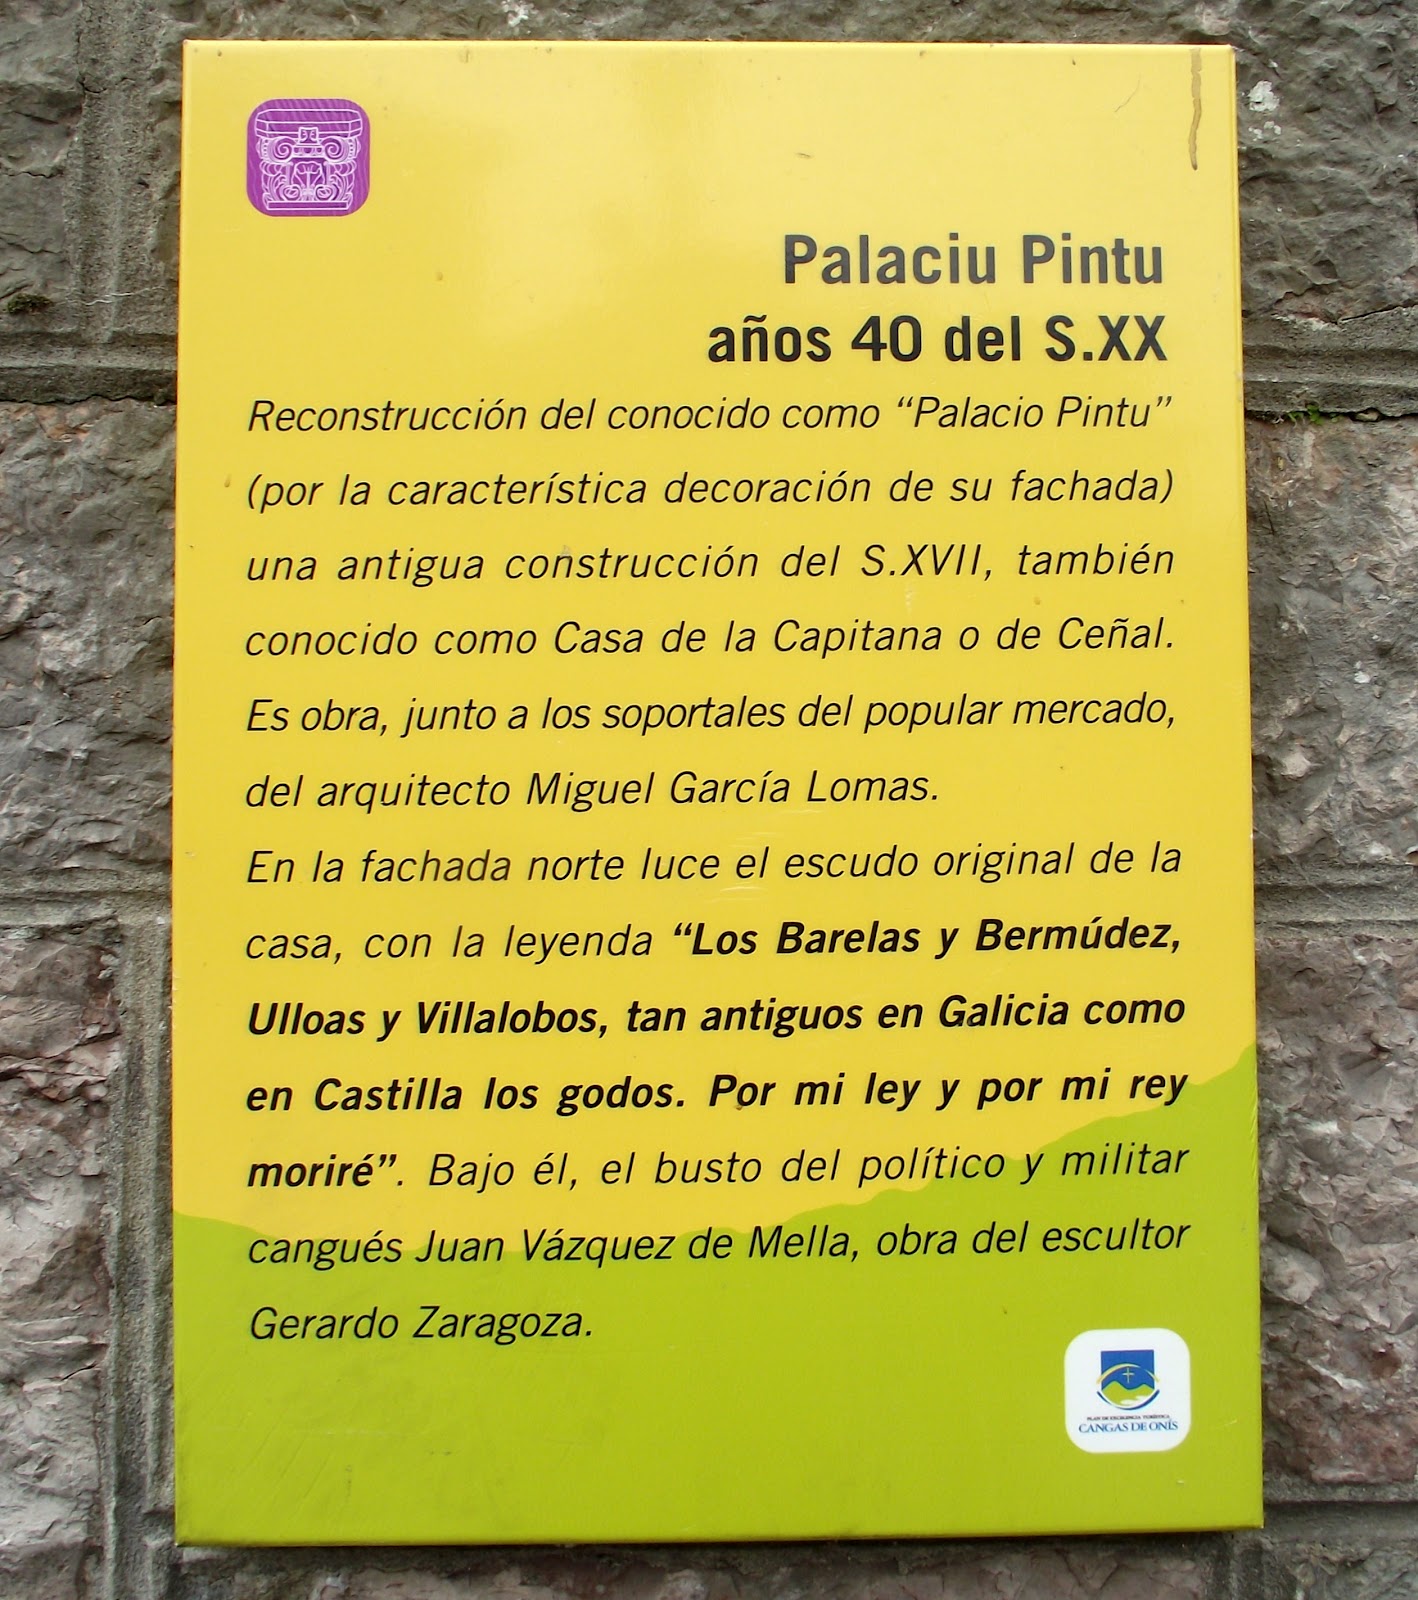 Palaciu Pintu
años 40 del S.XX
Reconstrucción del conocido como “Palacio Pintu”
(por la característica decoración de su fachada)
una antigua construcción del S.XVII, también
conocido como Casa de la Capitana o de Ceñal.
Es obra, junto a los soportales del popular mercado,
del arquitecto Miguel García Lomas.
En la fachada norte luce el escudo original de la
casa, con la leyenda “Los Barelas y Bermúdez,
Ulloas y Villalobos, tan antiguos en Galicia como
en Castilla los godos. Por mi ley y por mi rey
moriré”. Bajo él, el busto del político y militar
cangués Juan Vázquez de Mella, obra del escultor
Gerardo Zaragoza.
PLAN DE EXCELENCIA TURÍSTICA
CANGAS DE ONÍS